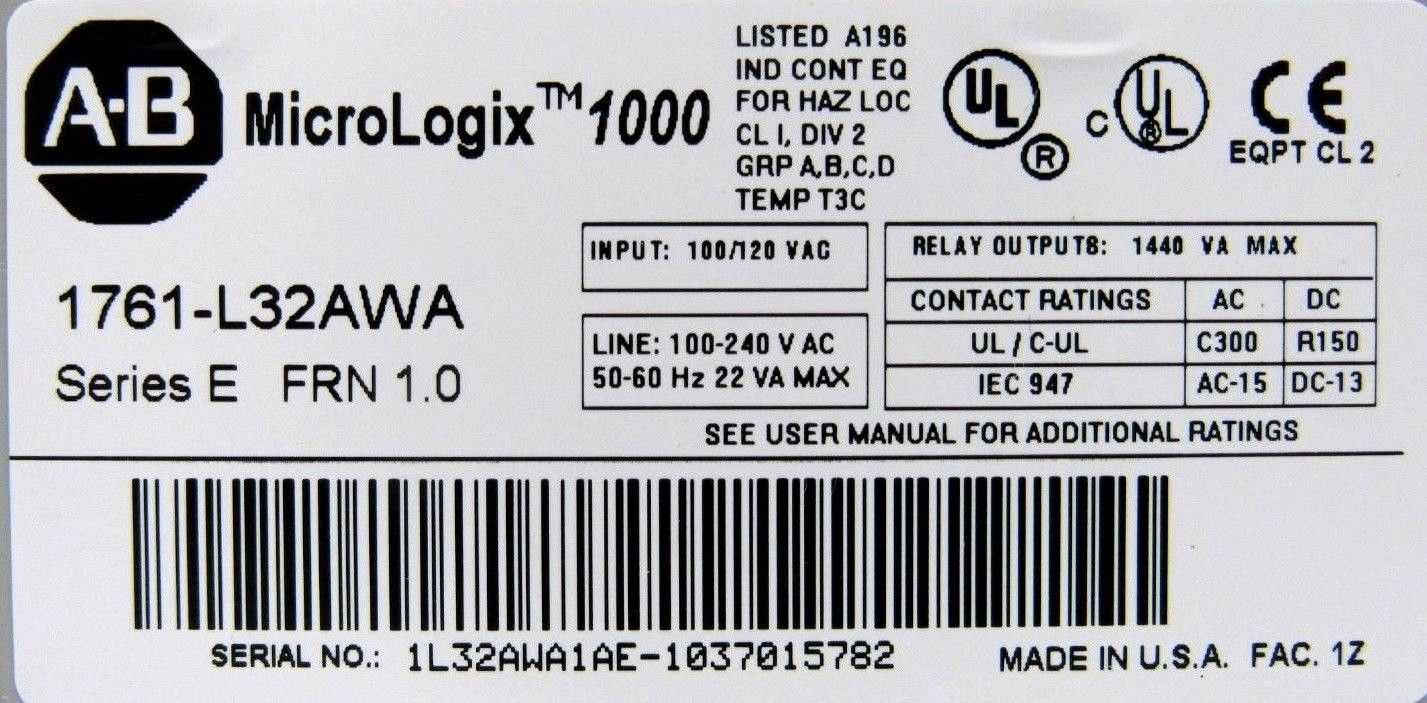 A-B
MicroLogix™ 1000
LISTED A196
IND CONT EQ
FOR HAZ LOC
CL I, DIV 2
GRP A,B,C,D
TEMP T3C
UL ®
c UL ®
CE
EQPT CL 2
1761-L32AWA
Series E FRN 1.0
INPUT: 100/120 VAC
LINE: 100-240 V AC
50-60 Hz 22 VA MAX
RELAY OUTPUTS: 1440 VA MAX
CONTACT RATINGS AC DC
UL / C-UL C300 R150
IEC 947 AC-15 DC-13
SEE USER MANUAL FOR ADDITIONAL RATINGS
SERIAL NO.: 1L32AWA1AE-1037015782
MADE IN U.S.A. FAC. 1Z